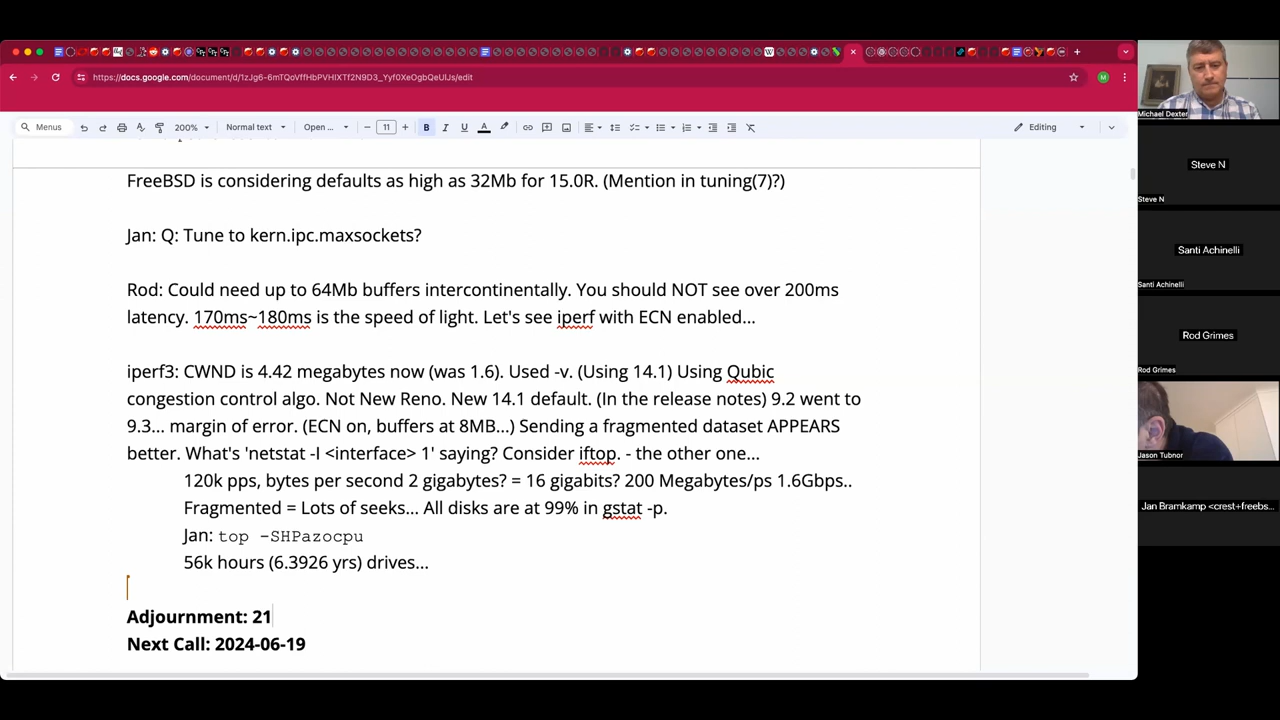 https://docs.google.com/document/d/1zJg6-6mTQoVffHbPVHIXTf2N9D3_Yyf0XeOgbQeUIJs/edit
M
Menus
200%
Normal text
Open ...
11
B
I
U
A
Editing
FreeBSD is considering defaults as high as 32Mb for 15.0R. (Mention in tuning(7)?)
Jan: Q: Tune to kern.ipc.maxsockets?
Rod: Could need up to 64Mb buffers intercontinentally. You should NOT see over 200ms
latency. 170ms~180ms is the speed of light. Let's see iperf with ECN enabled...
iperf3: CWND is 4.42 megabytes now (was 1.6). Used -v. (Using 14.1) Using Qubic
congestion control algo. Not New Reno. New 14.1 default. (In the release notes) 9.2 went to
9.3... margin of error. (ECN on, buffers at 8MB...) Sending a fragmented dataset APPEARS
better. What's 'netstat -I <interface> 1' saying? Consider iftop. - the other one...
120k pps, bytes per second 2 gigabytes? = 16 gigabits? 200 Megabytes/ps 1.6Gbps..
Fragmented = Lots of seeks... All disks are at 99% in gstat -p.
Jan: top -SHPazocpu
56k hours (6.3926 yrs) drives...
Adjournment: 21
Next Call: 2024-06-19
Michael Dexter
Steve N
Steve N
Santi Achinelli
Santi Achinelli
Rod Grimes
Rod Grimes
Jason Tubnor
Jan Bramkamp <crest+freebs...